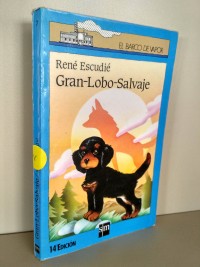 EL BARCO DE VAPOR
René Escudié
Gran-Lobo-Salvaje
sm
14 EDICIÓN